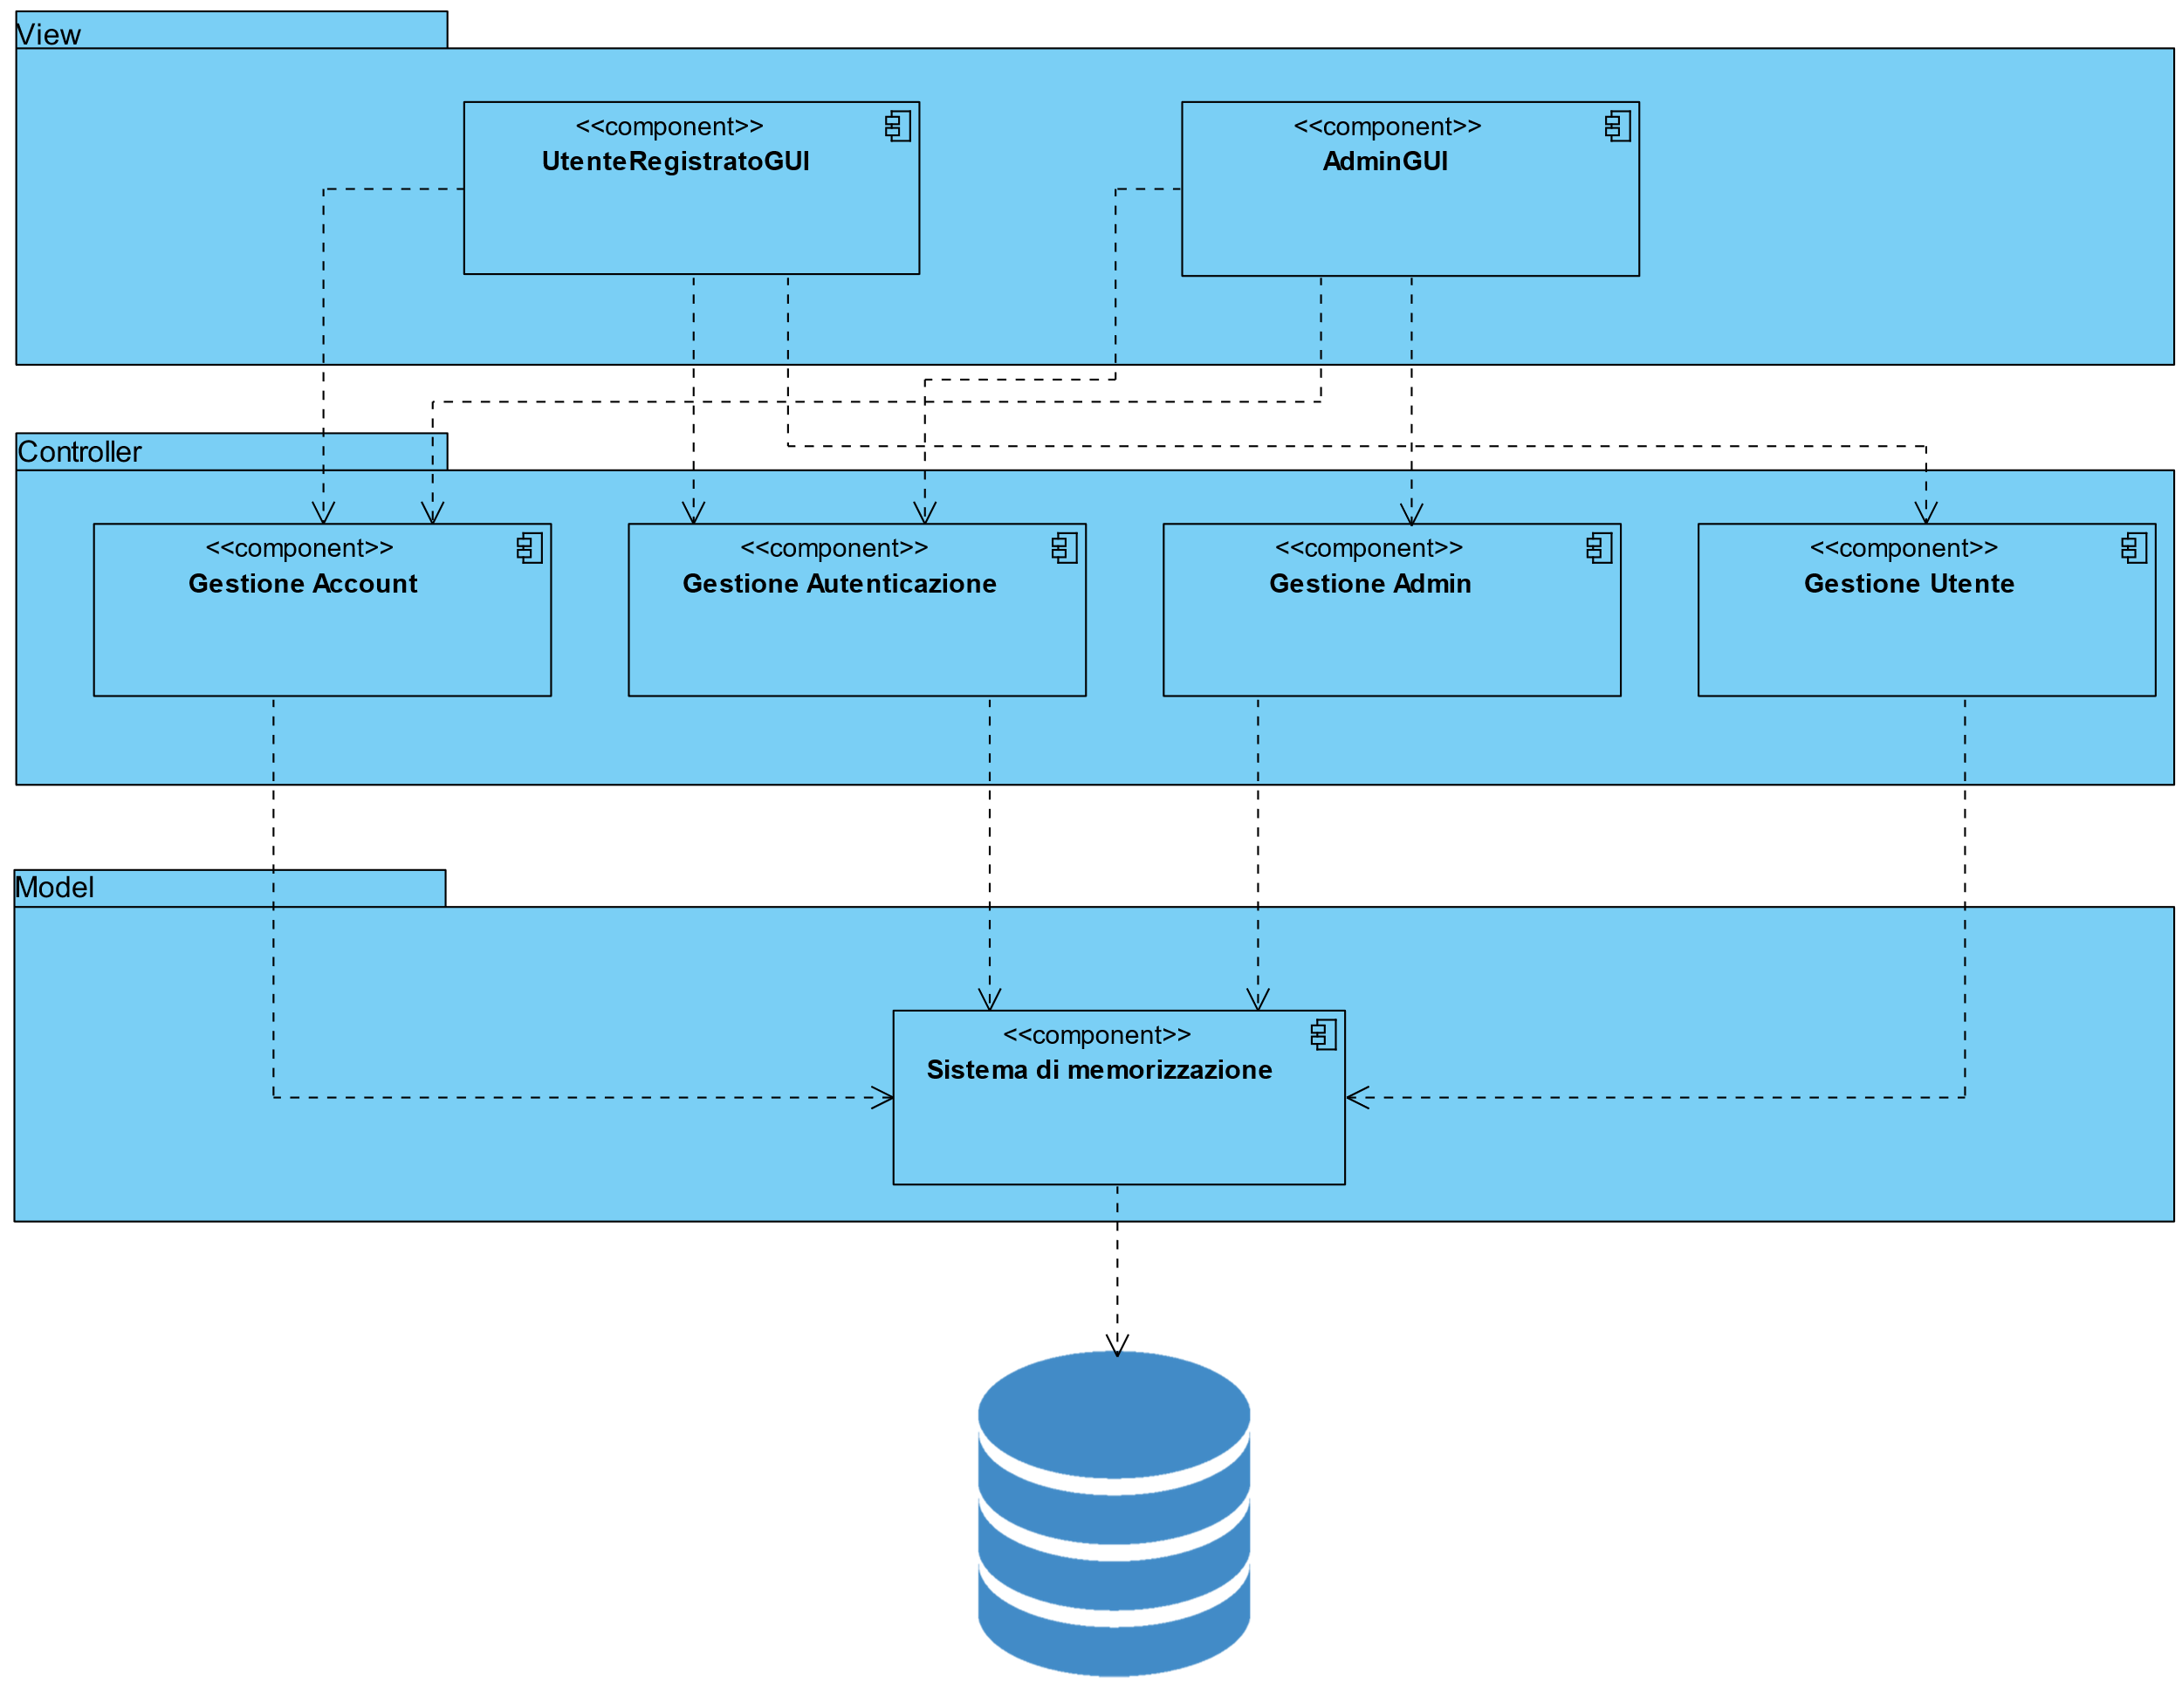 View
<<component>>
UtenteRegistratoGUI
<<component>>
AdminGUI
Controller
<<component>>
Gestione Account
<<component>>
Gestione Autenticazione
<<component>>
Gestione Admin
<<component>>
Gestione Utente
Model
<<component>>
Sistema di memorizzazione